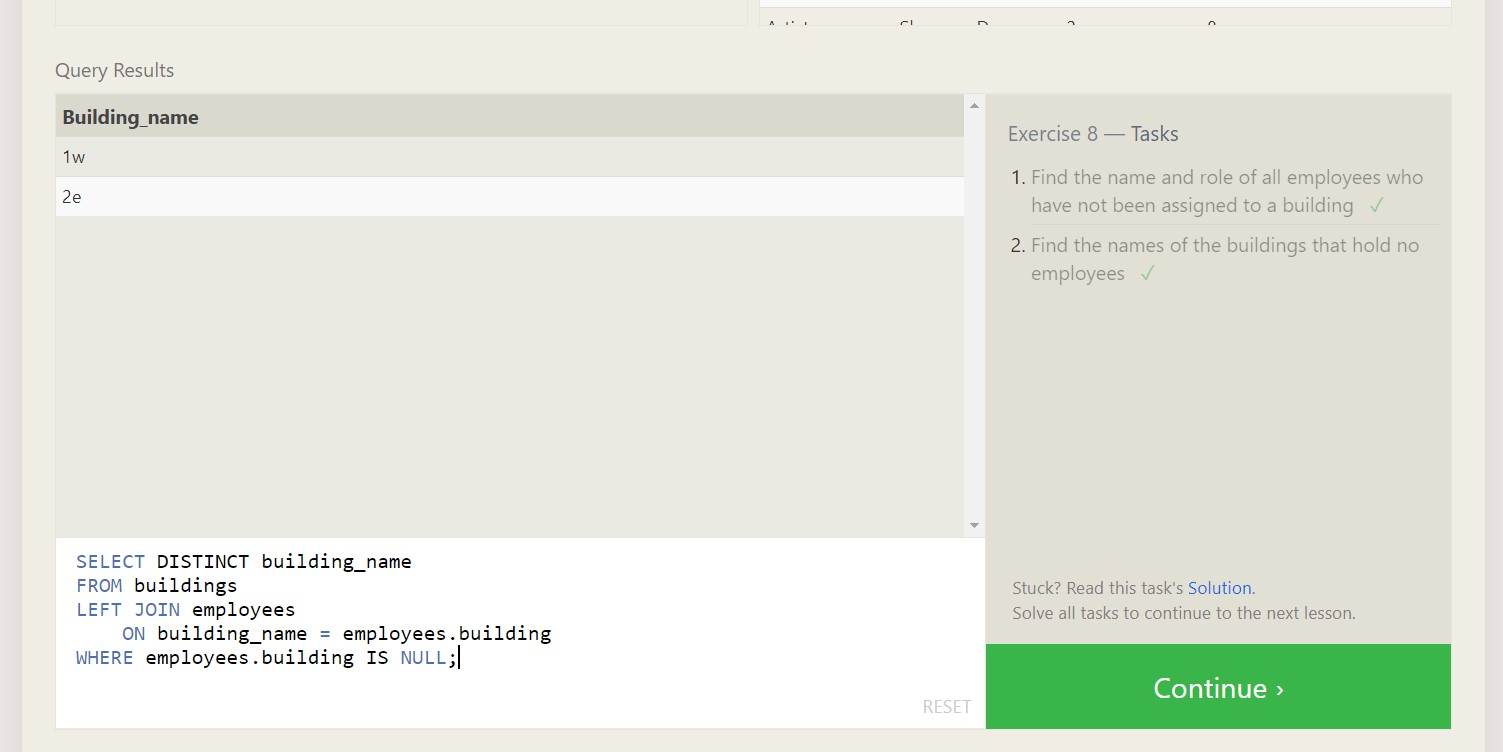 Query Results
Building_name
1w
2e
Exercise 8 — Tasks
1. Find the name and role of all employees who
have not been assigned to a building ✓
2. Find the names of the buildings that hold no
employees ✓
Stuck? Read this task's Solution.
Solve all tasks to continue to the next lesson.
SELECT DISTINCT building_name
FROM buildings
LEFT JOIN employees
    ON building_name = employees.building
WHERE employees.building IS NULL;
RESET
Continue ›